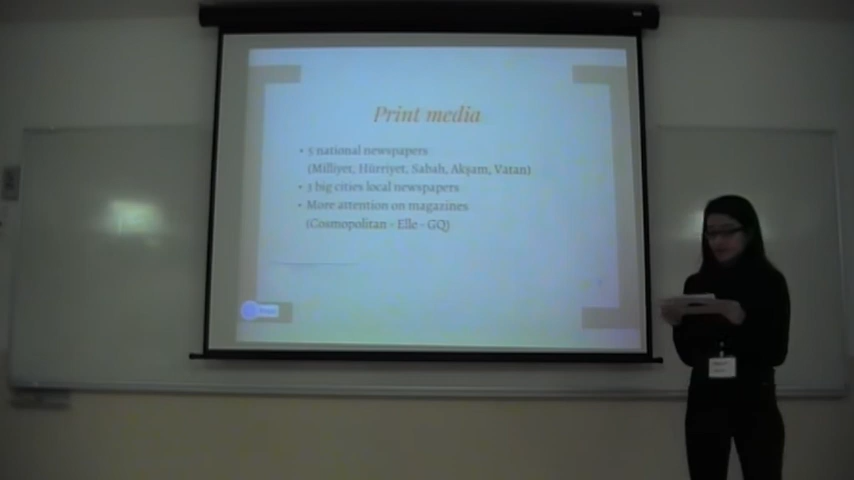 Print media
• 5 national newspapers
(Milliyet, Hürriyet, Sabah, Akşam, Vatan)
• 3 big cities local newspapers
• More attention on magazines
(Cosmopolitan - Elle - GQ)